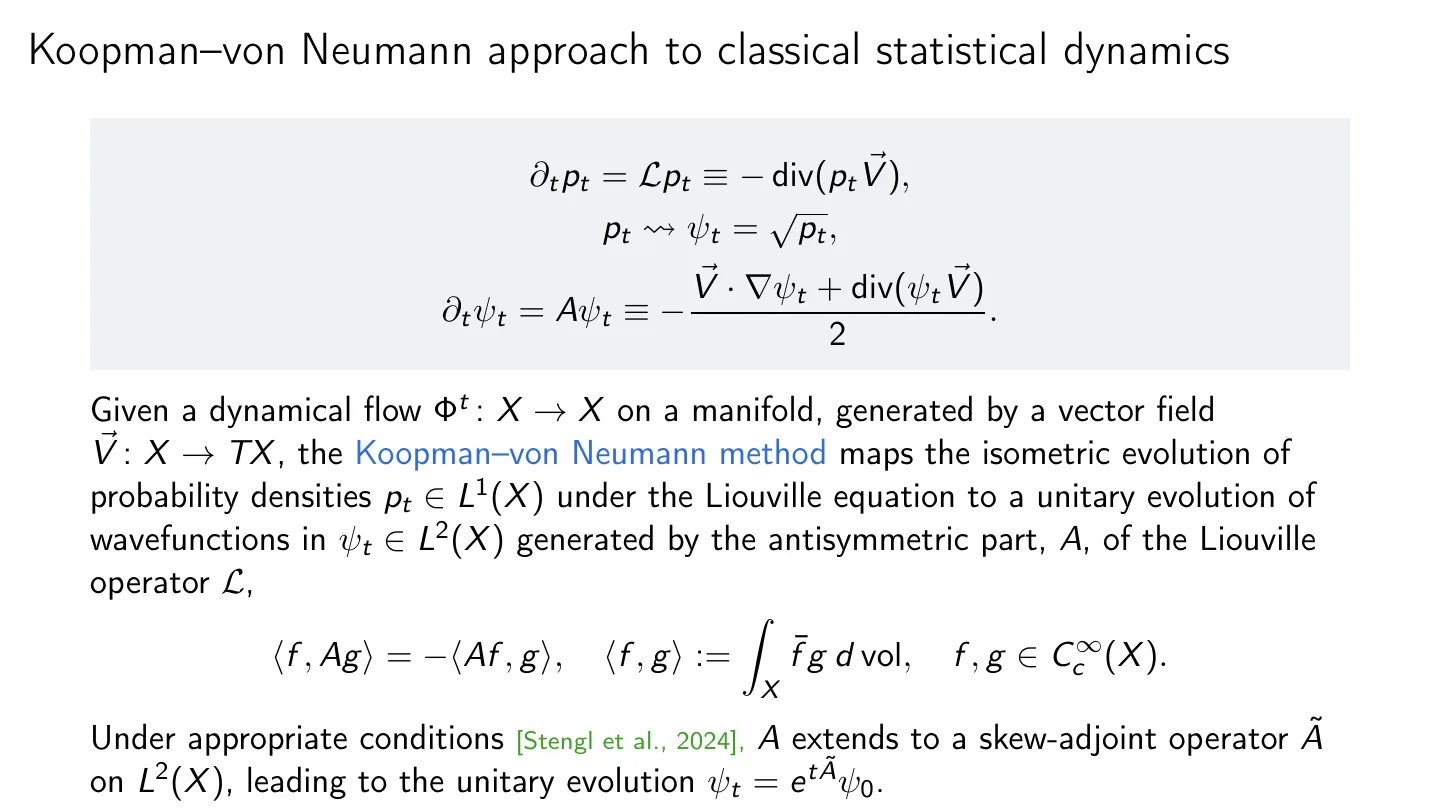 Koopman–von Neumann approach to classical statistical dynamics
∂ₜpₜ = ℒpₜ ≡ − div(pₜV⃗),
pₜ ⇝ ψₜ = √pₜ,
∂ₜψₜ = Aψₜ ≡ − (V⃗ · ∇ψₜ + div(ψₜV⃗)) / 2.
Given a dynamical flow Φᵗ : X → X on a manifold, generated by a vector field
V⃗ : X → TX, the Koopman–von Neumann method maps the isometric evolution of
probability densities pₜ ∈ L¹(X) under the Liouville equation to a unitary evolution of
wavefunctions in ψₜ ∈ L²(X) generated by the antisymmetric part, A, of the Liouville
operator ℒ,
⟨f, Ag⟩ = −⟨Af, g⟩, ⟨f, g⟩ := ∫_X f̄g d vol, f, g ∈ C_c^∞(X).
Under appropriate conditions [Stengl et al., 2024], A extends to a skew-adjoint operator Ã
on L²(X), leading to the unitary evolution ψₜ = e^{tÃ}ψ₀.